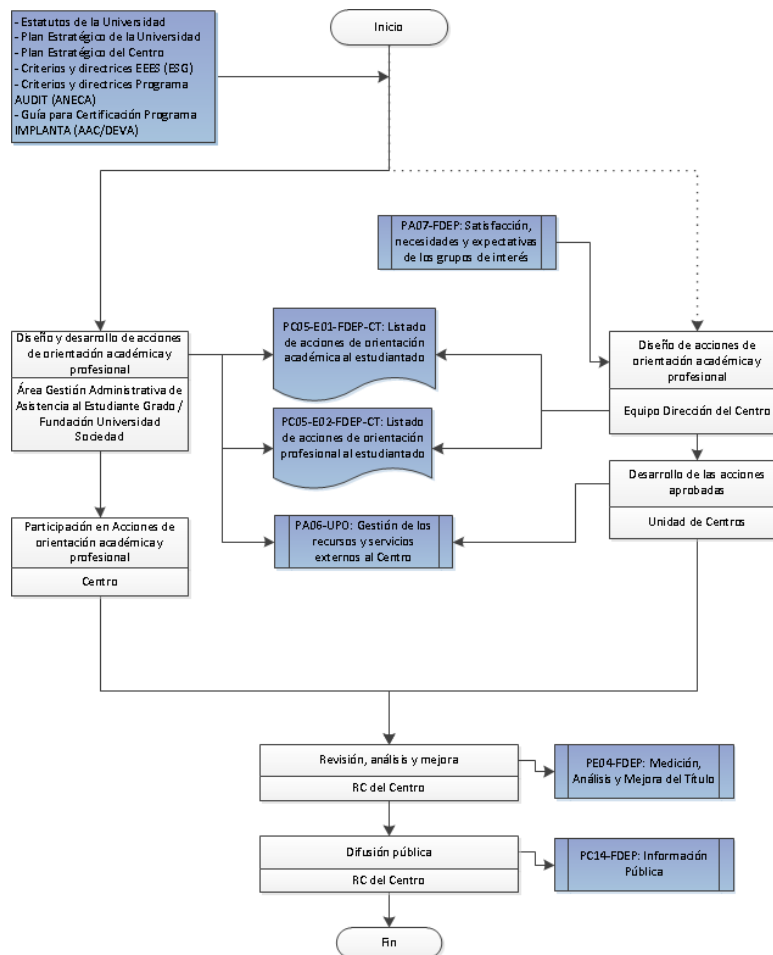 - Estatutos de la Universidad
- Plan Estratégico de la Universidad
- Plan Estratégico del Centro
- Criterios y directrices EEES (ESG)
- Criterios y directrices Programa
AUDIT (ANECA)
- Guía para Certificación Programa
IMPLANTA (AAC/DEVA)
Inicio
PA07-FDEP: Satisfacción,
necesidades y expectativas
de los grupos de interés
Diseño y desarrollo de acciones
de orientación académica y
profesional
Área Gestión Administrativa de
Asistencia al Estudiante Grado /
Fundación Universidad
Sociedad
PC05-E01-FDEP-CT: Listado
de acciones de orientación
académica al estudiantado
Diseño de acciones de
orientación académica y
profesional
Equipo Dirección del Centro
PC05-E02-FDEP-CT: Listado
de acciones de orientación
profesional al estudiantado
Desarrollo de las acciones
aprobadas
Unidad de Centros
Participación en Acciones de
orientación académica y
profesional
Centro
PA06-UPO: Gestión de los
recursos y servicios
externos al Centro
Revisión, análisis y mejora
RC del Centro
PE04-FDEP: Medición,
Análisis y Mejora del Título
Difusión pública
RC del Centro
PC14-FDEP: Información
Pública
Fin